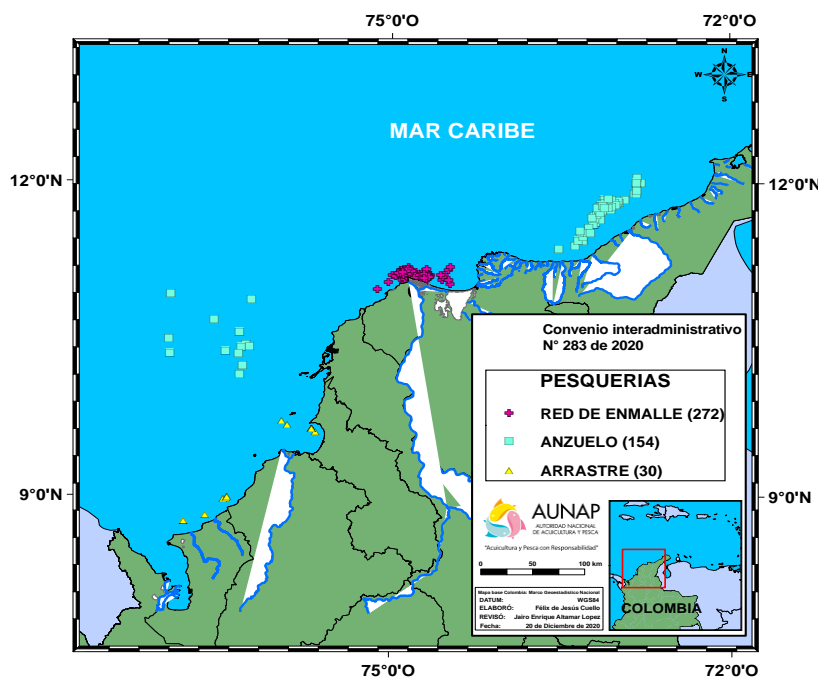 75°0'O
72°0'O
N
W
E
S
MAR CARIBE
12°0'N
12°0'N
Convenio interadministrativo
N° 283 de 2020
PESQUERIAS
RED DE ENMALLE (272)
ANZUELO (154)
ARRASTRE (30)
9°0'N
9°0'N
AUNAP
AUTORIDAD NACIONAL
DE ACUICULTURA Y PESCA
"Acuicultura y Pesca con Responsabilidad"
0 50 100 km
Mapa base Colombia: Marco Geoestadístico Nacional
DATUM: WGS84
ELABORÓ: Félix de Jesús Cuello
REVISÓ: Jairo Enrique Altamar Lopez
Fecha: 20 de Diciembre de 2020
COLOMBIA
75°0'O
72°0'O